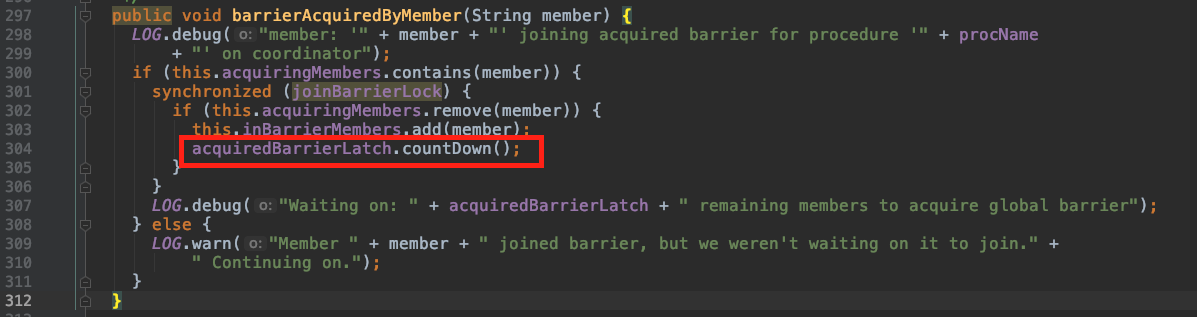 297 public void barrierAcquiredByMember(String member) {
298 LOG.debug( o: "member: '" + member + "' joining acquired barrier for procedure '" + procName
299 + "' on coordinator");
300 if (this.acquiringMembers.contains(member)) {
301 synchronized (joinBarrierLock) {
302 if (this.acquiringMembers.remove(member)) {
303 this.inBarrierMembers.add(member);
304 acquiredBarrierLatch.countDown();
305 }
306 }
307 LOG.debug( o: "Waiting on: " + acquiredBarrierLatch + " remaining members to acquire global barrier");
308 } else {
309 LOG.warn( o: "Member " + member + " joined barrier, but we weren't waiting on it to join." +
310 " Continuing on.");
311 }
312 }